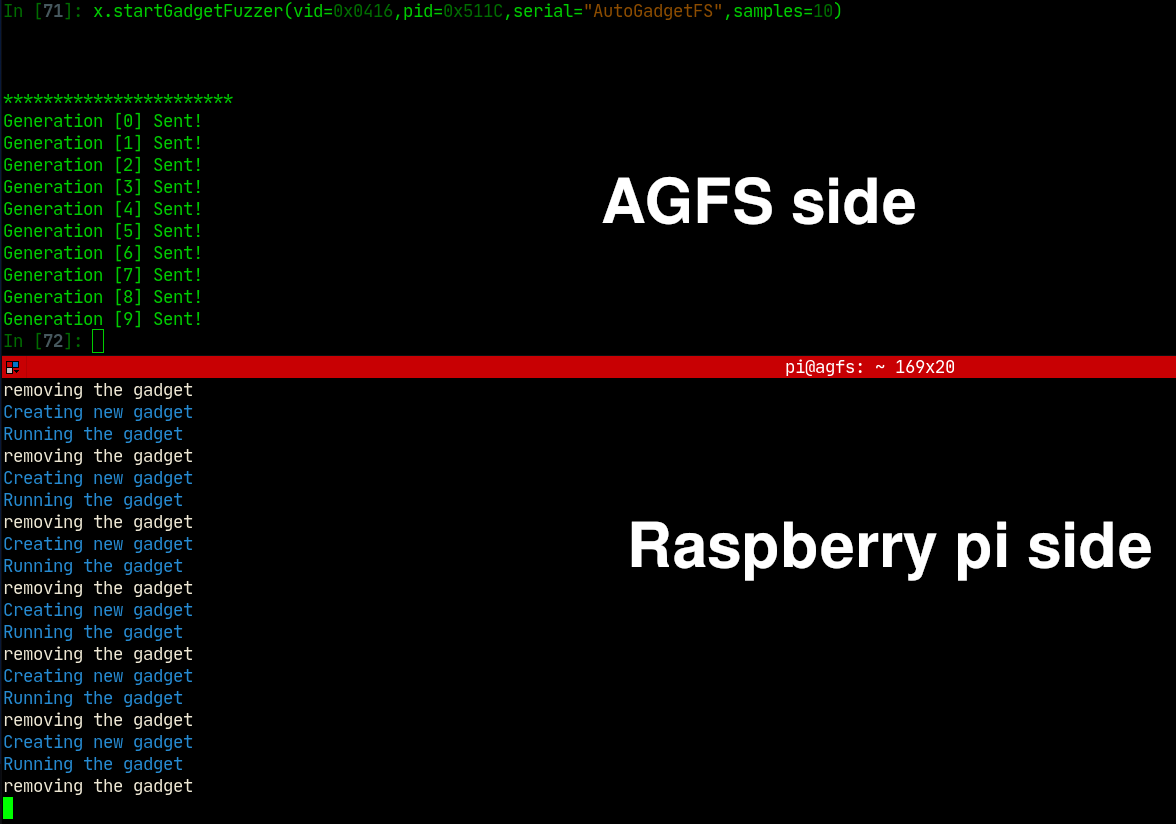 In [71]: x.startGadgetFuzzer(vid=0x0416,pid=0x511C,serial="AutoGadgetFS",samples=10)
***********************
Generation [0] Sent!
Generation [1] Sent!
Generation [2] Sent!
Generation [3] Sent!
AGFS side
Generation [4] Sent!
Generation [5] Sent!
Generation [6] Sent!
Generation [7] Sent!
Generation [8] Sent!
Generation [9] Sent!
In [72]:
pi@agfs: ~ 169x20
removing the gadget
Creating new gadget
Running the gadget
removing the gadget
Creating new gadget
Running the gadget
removing the gadget
Creating new gadget
Raspberry pi side
Running the gadget
removing the gadget
Creating new gadget
Running the gadget
removing the gadget
Creating new gadget
Running the gadget
removing the gadget
Creating new gadget
Running the gadget
removing the gadget